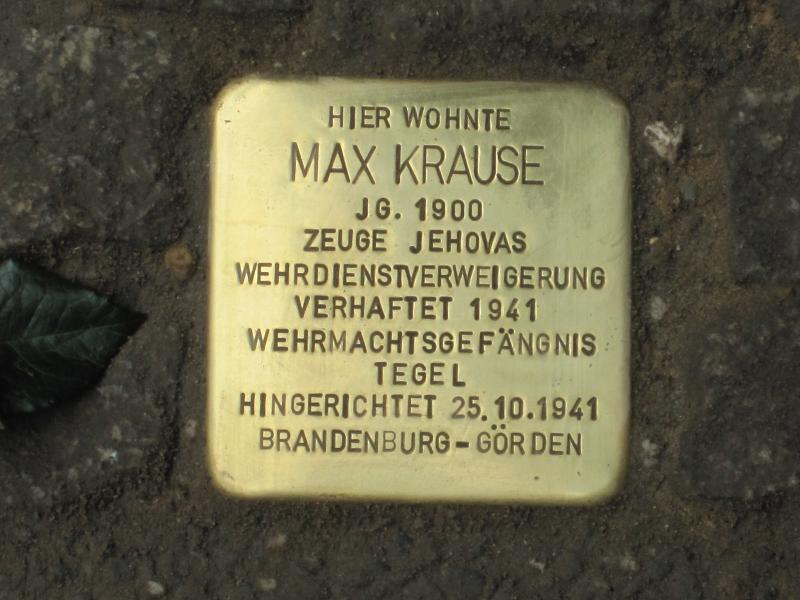 HIER WOHNTE
MAX KRAUSE
JG. 1900
ZEUGE JEHOVAS
WEHRDIENSTVERWEIGERUNG
VERHAFTET 1941
WEHRMACHTSGEFÄNGNIS
TEGEL
HINGERICHTET 25.10.1941
BRANDENBURG-GÖRDEN